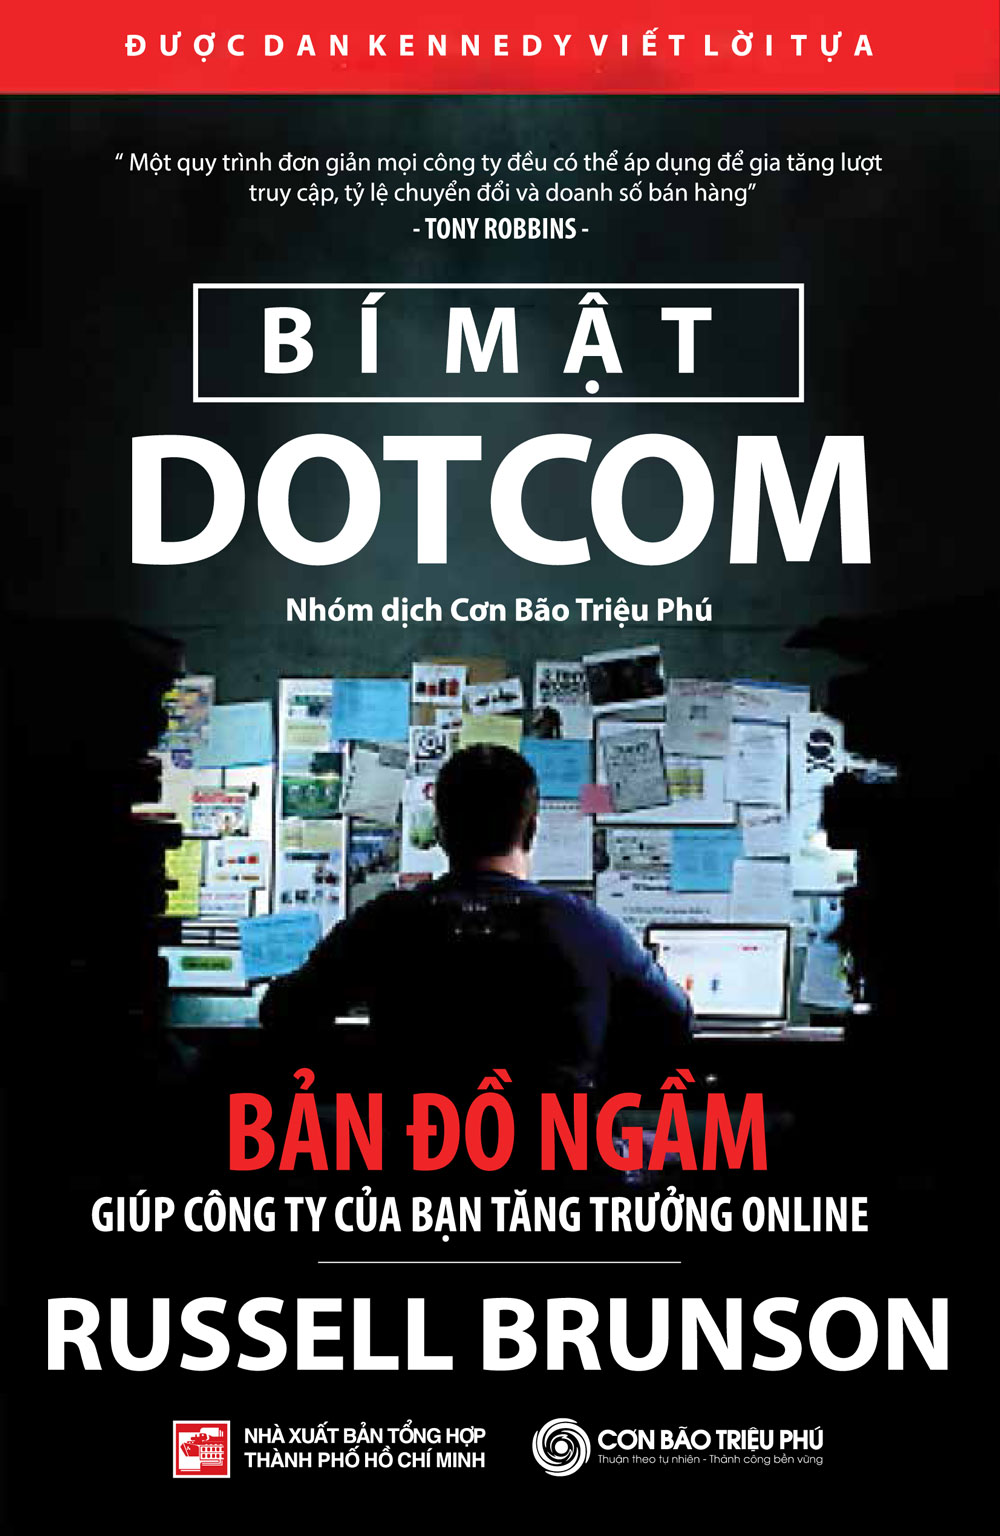 ĐƯỢC DAN KENNEDY VIẾT LỜI TỰA
“ Một quy trình đơn giản mọi công ty đều có thể áp dụng để gia tăng lượt
truy cập, tỷ lệ chuyển đổi và doanh số bán hàng”
- TONY ROBBINS -
BÍ MẬT
DOTCOM
Nhóm dịch Cơn Bão Triệu Phú
BẢN ĐỒ NGẦM
GIÚP CÔNG TY CỦA BẠN TĂNG TRƯỞNG ONLINE
RUSSELL BRUNSON
NHÀ XUẤT BẢN TỔNG HỢP
THÀNH PHỐ HỒ CHÍ MINH
CƠN BÃO TRIỆU PHÚ
Thuận theo tự nhiên - Thành công bền vững